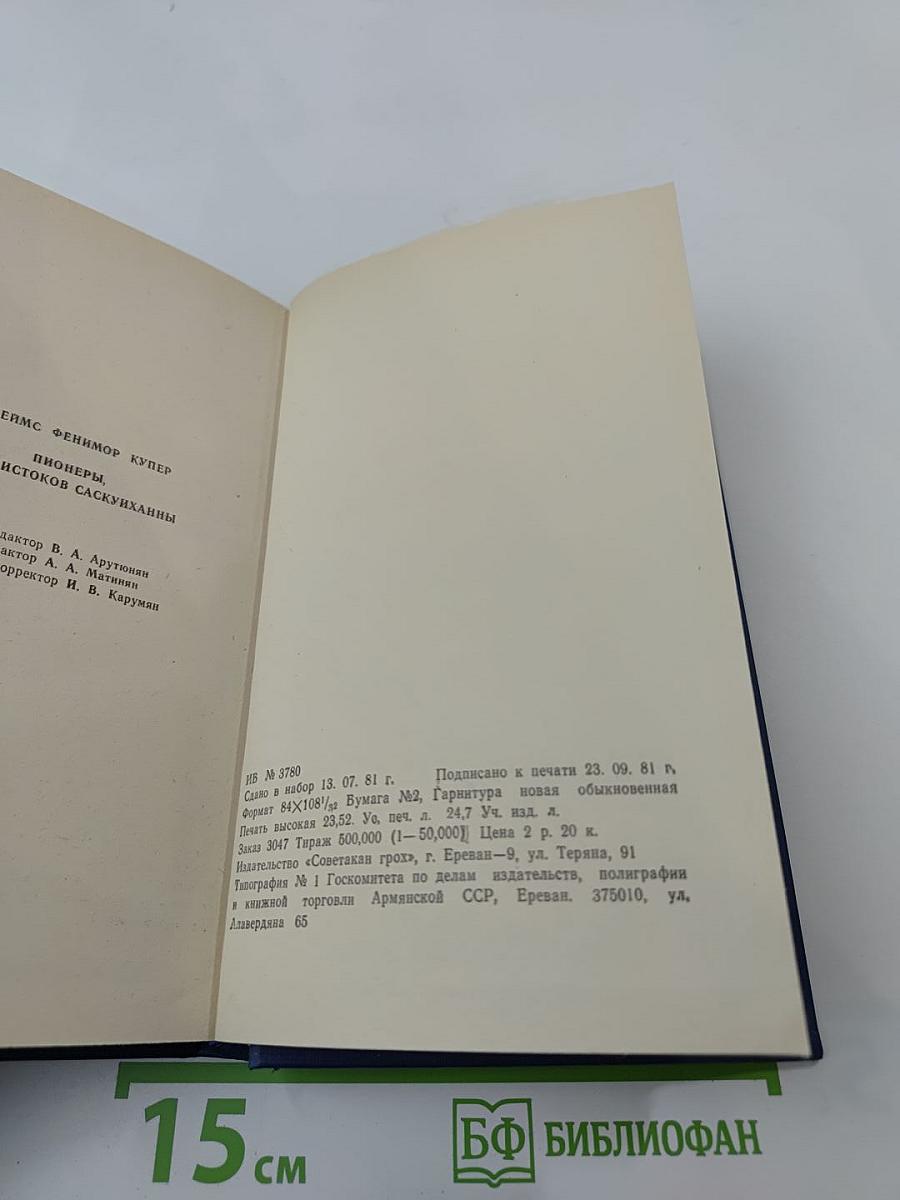 ЕЙМС ФЕНИМОР КУПЕР
ПИОНЕРЫ,
ИСТОКОВ САСКУИХАННЫ
дактор В. А. Арутюнян
актор А. А. Матинян
орректор И. В. Карумян
ИБ № 3780
Сдано в набор 13. 07. 81 г. Подписано к печати 23. 09. 81 г.
Формат 84×108¹/₃₂ Бумага №2, Гарнитура новая обыкновенная
Печать высокая 23,52. Ус, печ. л. 24,7 Уч. изд. л.
Заказ 3047 Тираж 500,000 (1—50,000) Цена 2 р. 20 к.
Издательство «Советакан грох», г. Ереван—9, ул. Теряна, 91
Типография № 1 Госкомитета по делам издательств, полиграфии
и книжной торговли Армянской ССР, Ереван. 375010, ул,
Алавердяна 65
15 см
БФ БИБЛИОФАН